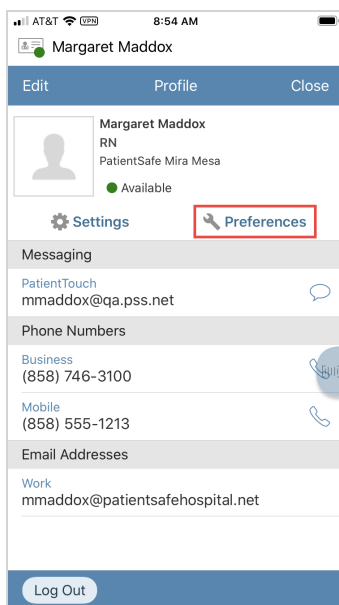 AT&T VPN 8:54 AM
Margaret Maddox
Edit Profile Close
Margaret Maddox
RN
PatientSafe Mira Mesa
Available
Settings Preferences
Messaging
PatientTouch
mmaddox@qa.pss.net
Phone Numbers
Business
(858) 746-3100
Mobile
(858) 555-1213
Email Addresses
Work
mmaddox@patientsafehospital.net
Log Out